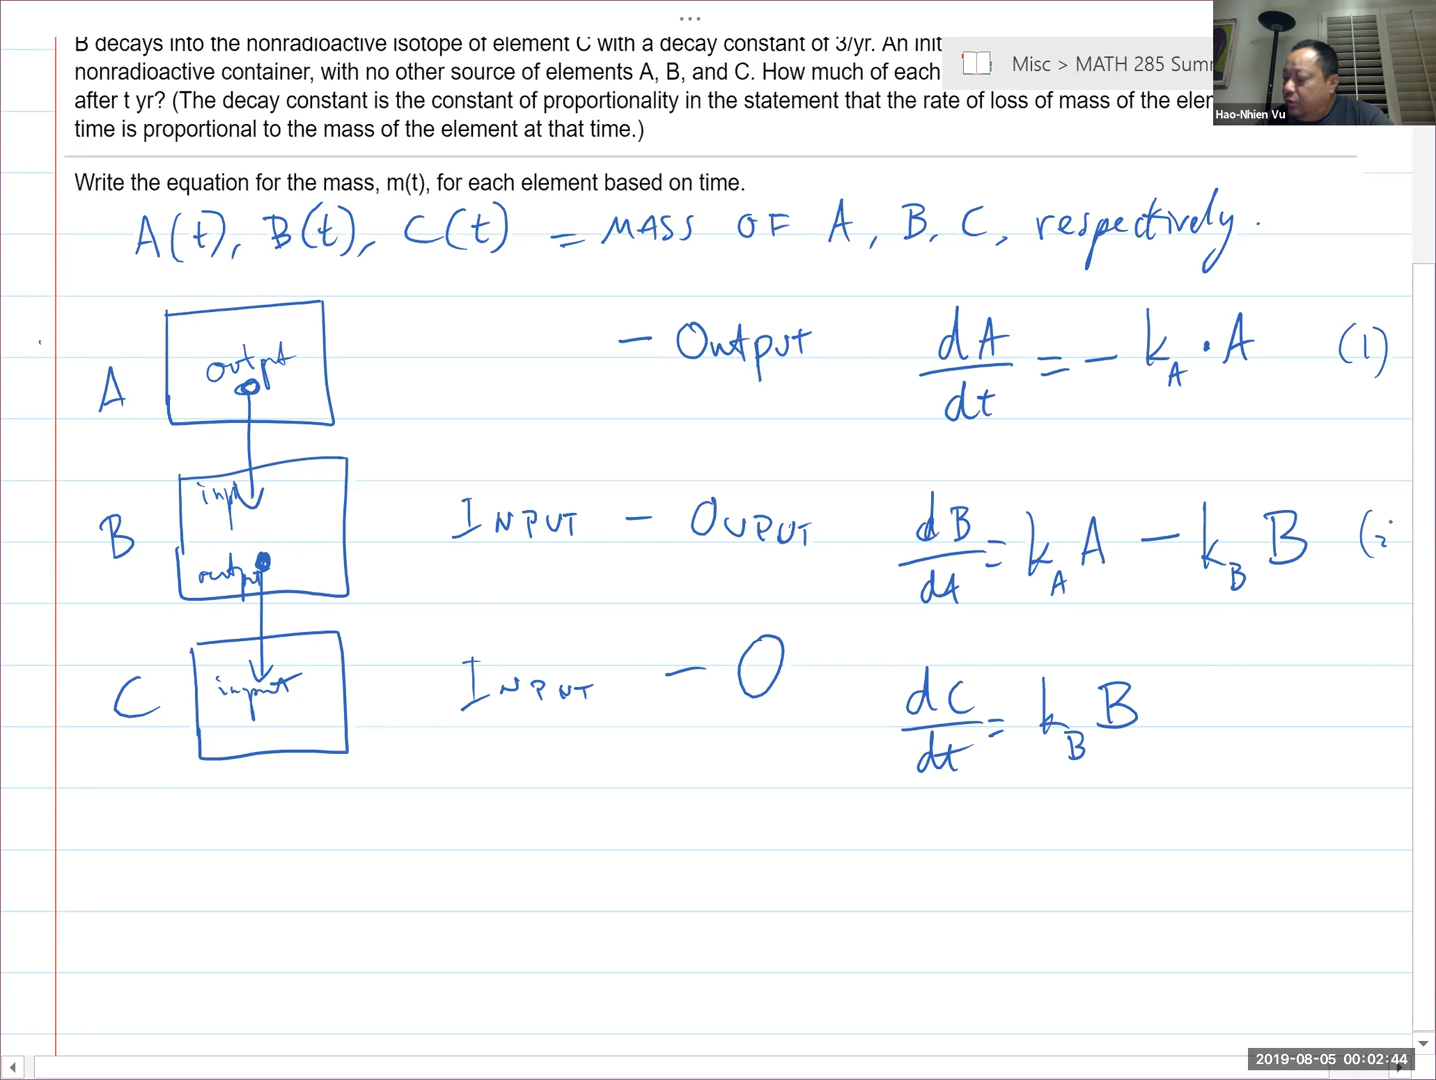 B decays into the nonradioactive isotope of element C with a decay constant of 3/yr. An init
nonradioactive container, with no other source of elements A, B, and C. How much of each
after t yr? (The decay constant is the constant of proportionality in the statement that the rate of loss of mass of the elem
time is proportional to the mass of the element at that time.)
Misc > MATH 285 Summ
Hao-Nhien Vu
Write the equation for the mass, m(t), for each element based on time.
A(t), B(t), C(t) = MASS OF A, B, C, respectively.
A output - Output dA/dt = - k_A · A (1)
B input output INPUT - OUPUT dB/dt = k_A A - k_B B (2
C input INPUT - O dC/dt = k_B B
2019-08-05 00:02:44